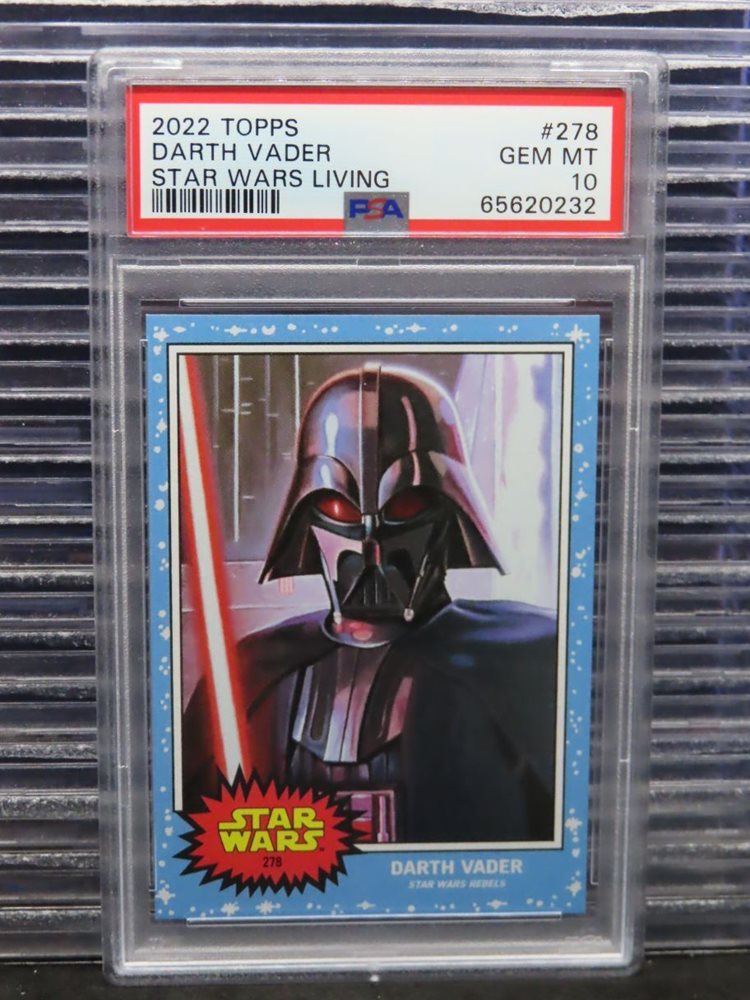 2022 TOPPS #278
DARTH VADER GEM MT
STAR WARS LIVING 10
PSA 65620232
STAR
WARS
278
DARTH VADER
STAR WARS REBELS